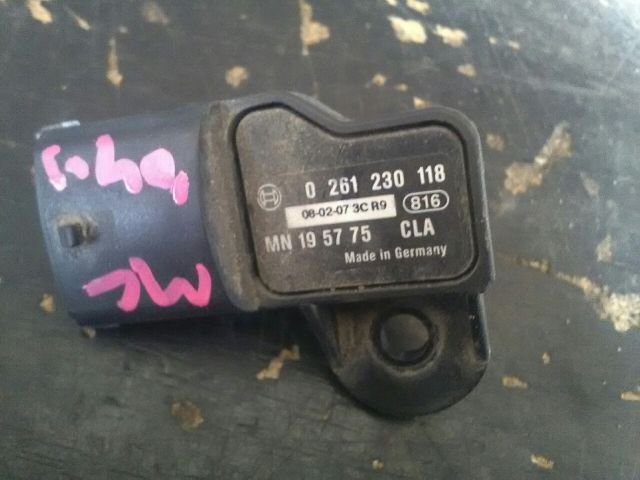 0 261 230 118
08-02-07 3C R9 816
MN 19 57 75 CLA
Made in Germany